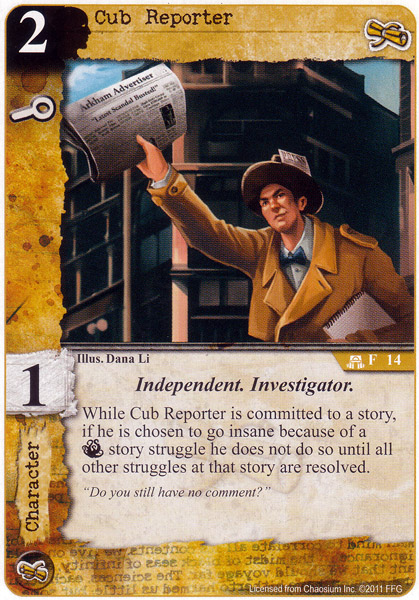 2
Cub Reporter
Arkham Advertiser
"Latest Scandal Busted!"
Illus. Dana Li
F 14
1
Independent. Investigator.
While Cub Reporter is committed to a story,
if he is chosen to go insane because of a
story struggle he does not do so until all
other struggles at that story are resolved.
"Do you still have no comment?"
Character
Licensed from Chaosium Inc. ©2011 FFG